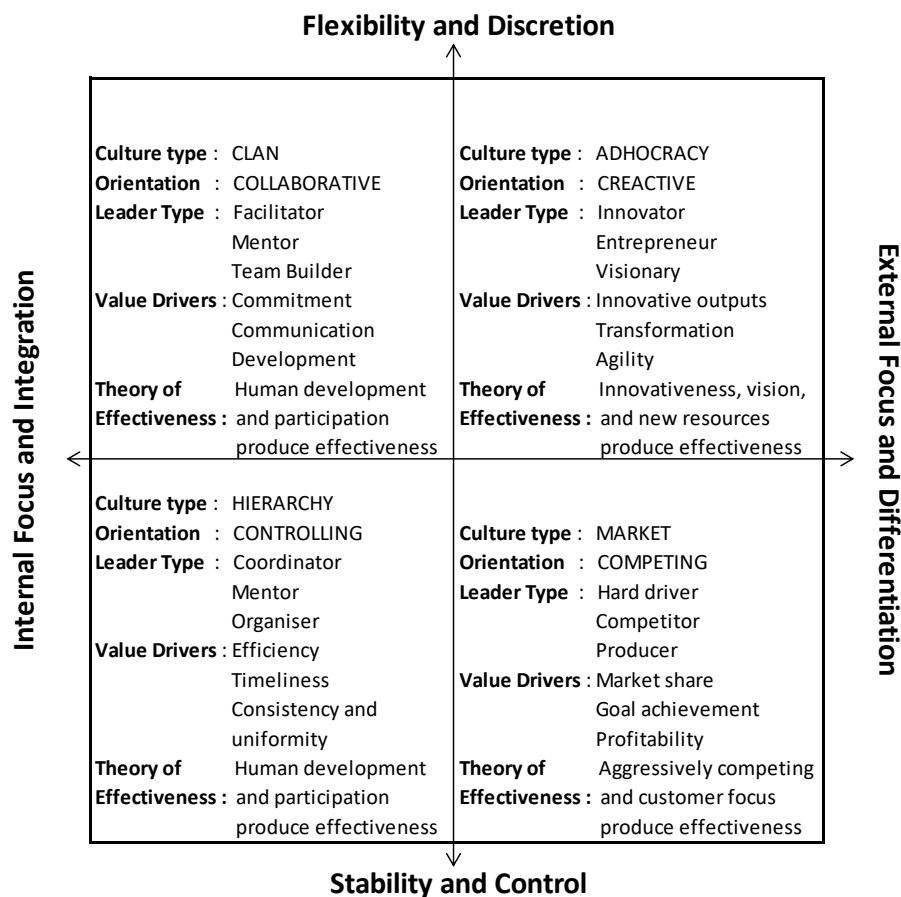 Flexibility and Discretion
Internal Focus and Integration
Culture type : CLAN
Orientation : COLLABORATIVE
Leader Type : Facilitator
Mentor
Team Builder
Value Drivers : Commitment
Communication
Development
Theory of Human development
Effectiveness : and participation
produce effectiveness
Culture type : ADHOCRACY
Orientation : CREACTIVE
Leader Type : Innovator
Entrepreneur
Visionary
Value Drivers : Innovative outputs
Transformation
Agility
Theory of Innovativeness, vision,
Effectiveness : and new resources
produce effectiveness
Culture type : HIERARCHY
Orientation : CONTROLLING
Leader Type : Coordinator
Mentor
Organiser
Value Drivers : Efficiency
Timeliness
Consistency and
uniformity
Theory of Human development
Effectiveness : and participation
produce effectiveness
Culture type : MARKET
Orientation : COMPETING
Leader Type : Hard driver
Competitor
Producer
Value Drivers : Market share
Goal achievement
Profitability
Theory of Aggressively competing
Effectiveness : and customer focus
produce effectiveness
External Focus and Differentiation
Stability and Control